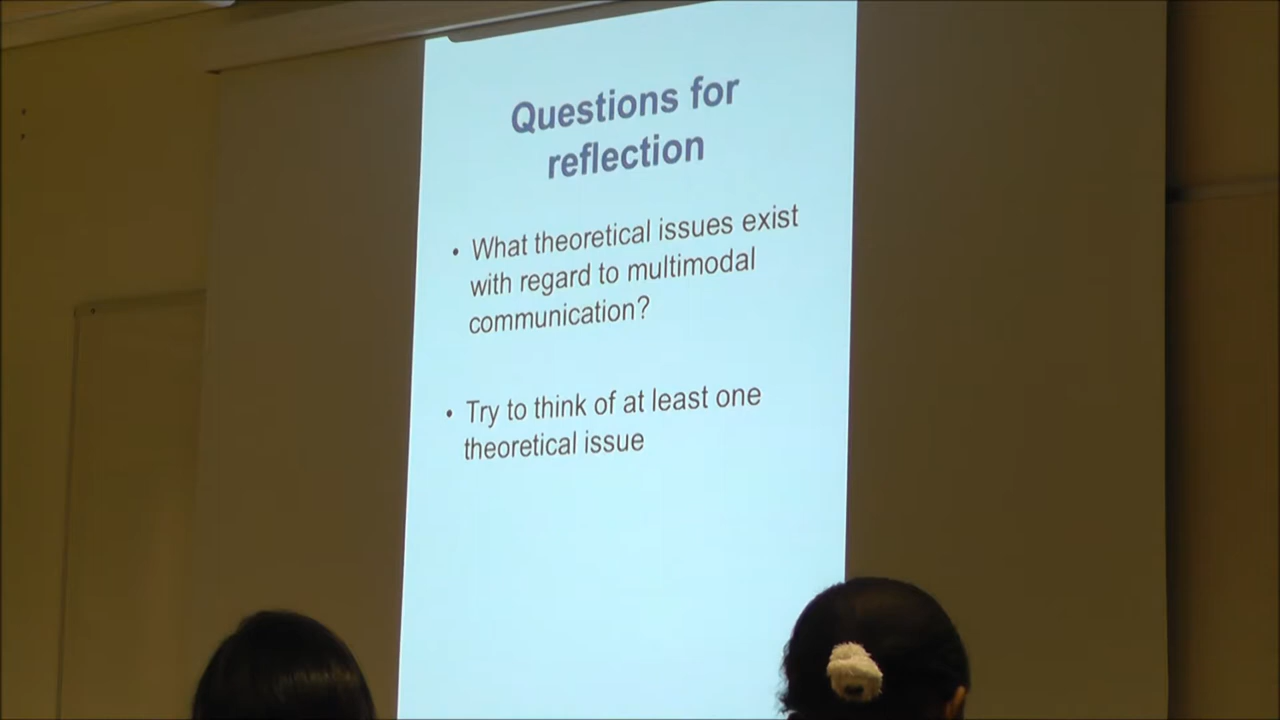 Questions for
reflection
• What theoretical issues exist
with regard to multimodal
communication?
• Try to think of at least one
theoretical issue